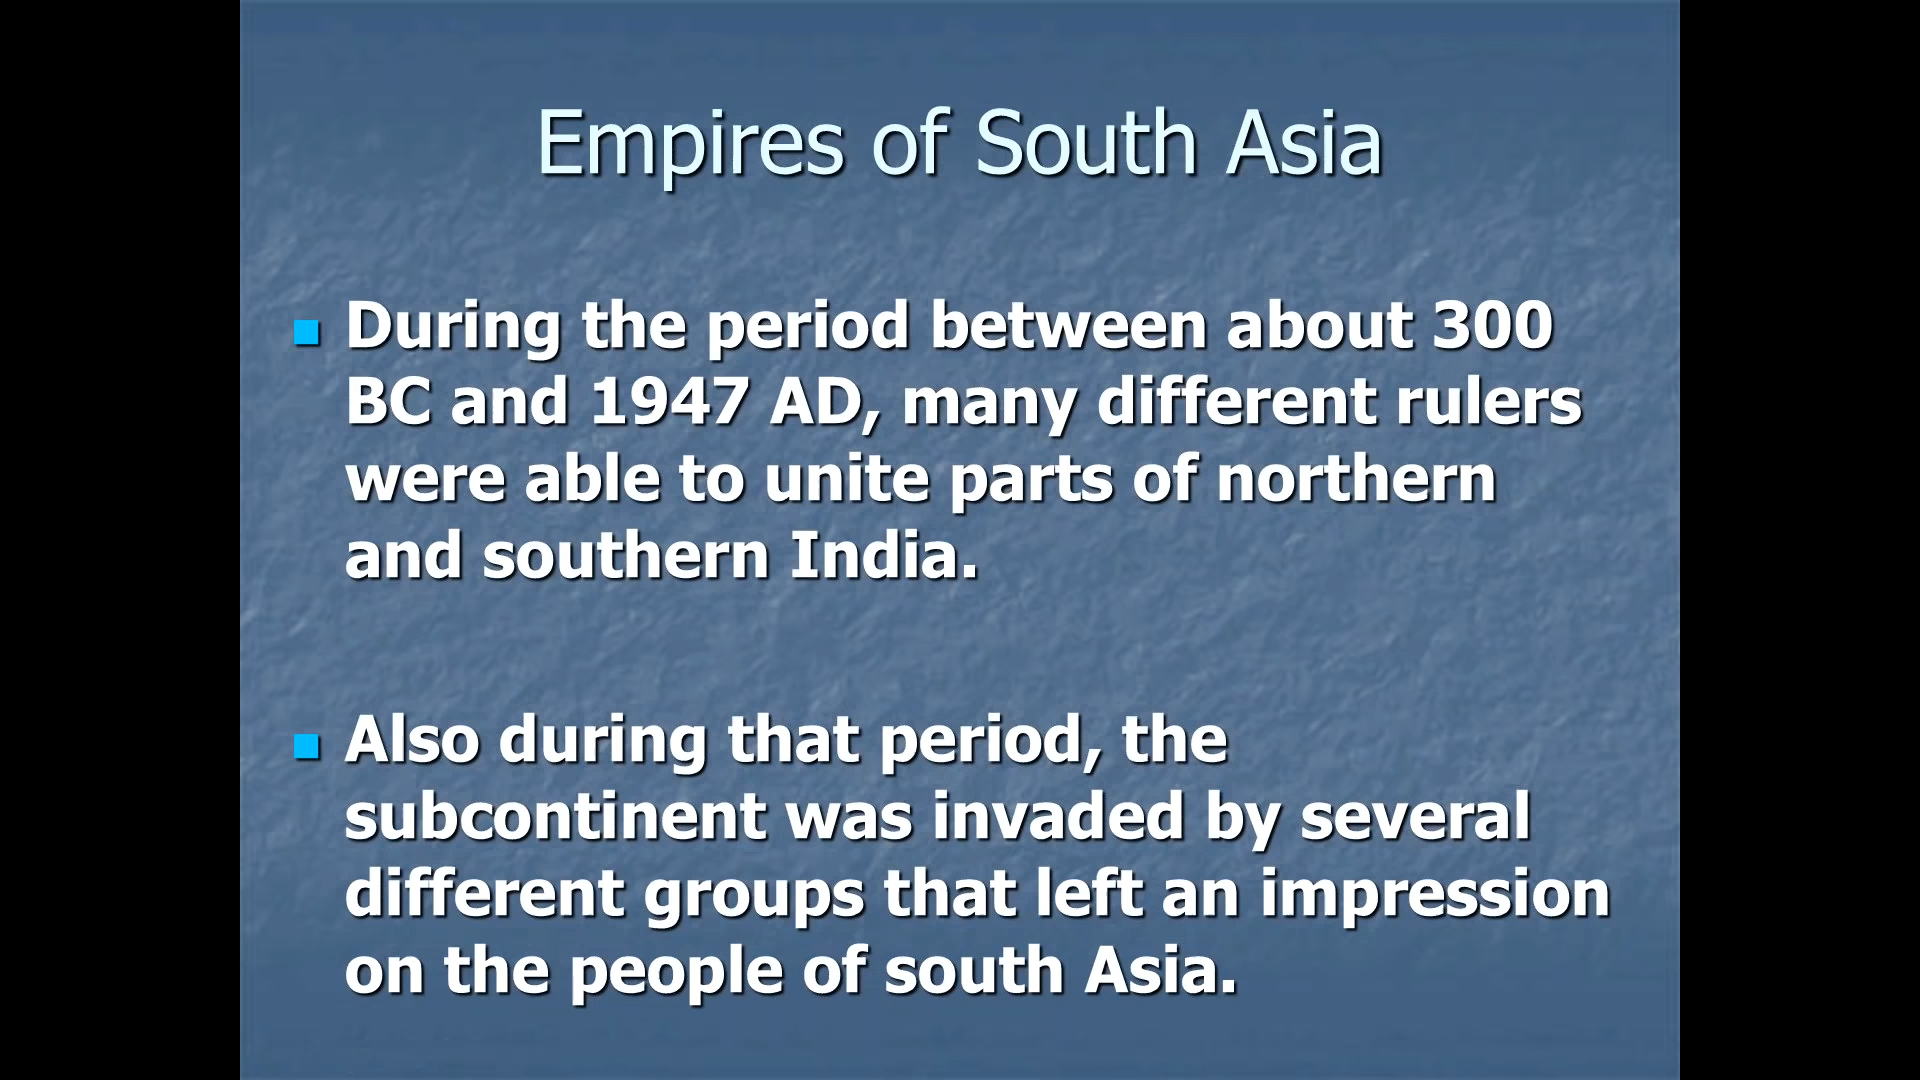 Empires of South Asia
During the period between about 300
BC and 1947 AD, many different rulers
were able to unite parts of northern
and southern India.
Also during that period, the
subcontinent was invaded by several
different groups that left an impression
on the people of south Asia.